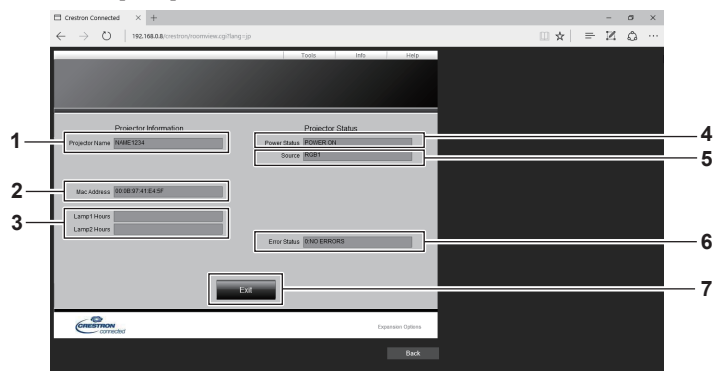 Crestron Connected
192.168.0.8/crestron/roomview.cgi?lang=jp
Tools Info Help
Projector Information
Projector Status
1
Projector Name NAME1234
Power Status POWER ON
4
Source RGB1
5
2
Mac Address 00:0B:97:41:E4:5F
3
Lamp1 Hours
Lamp2 Hours
Error Status 0:NO ERRORS
6
Exit
7
CRESTRON
connected
Expansion Options
Back